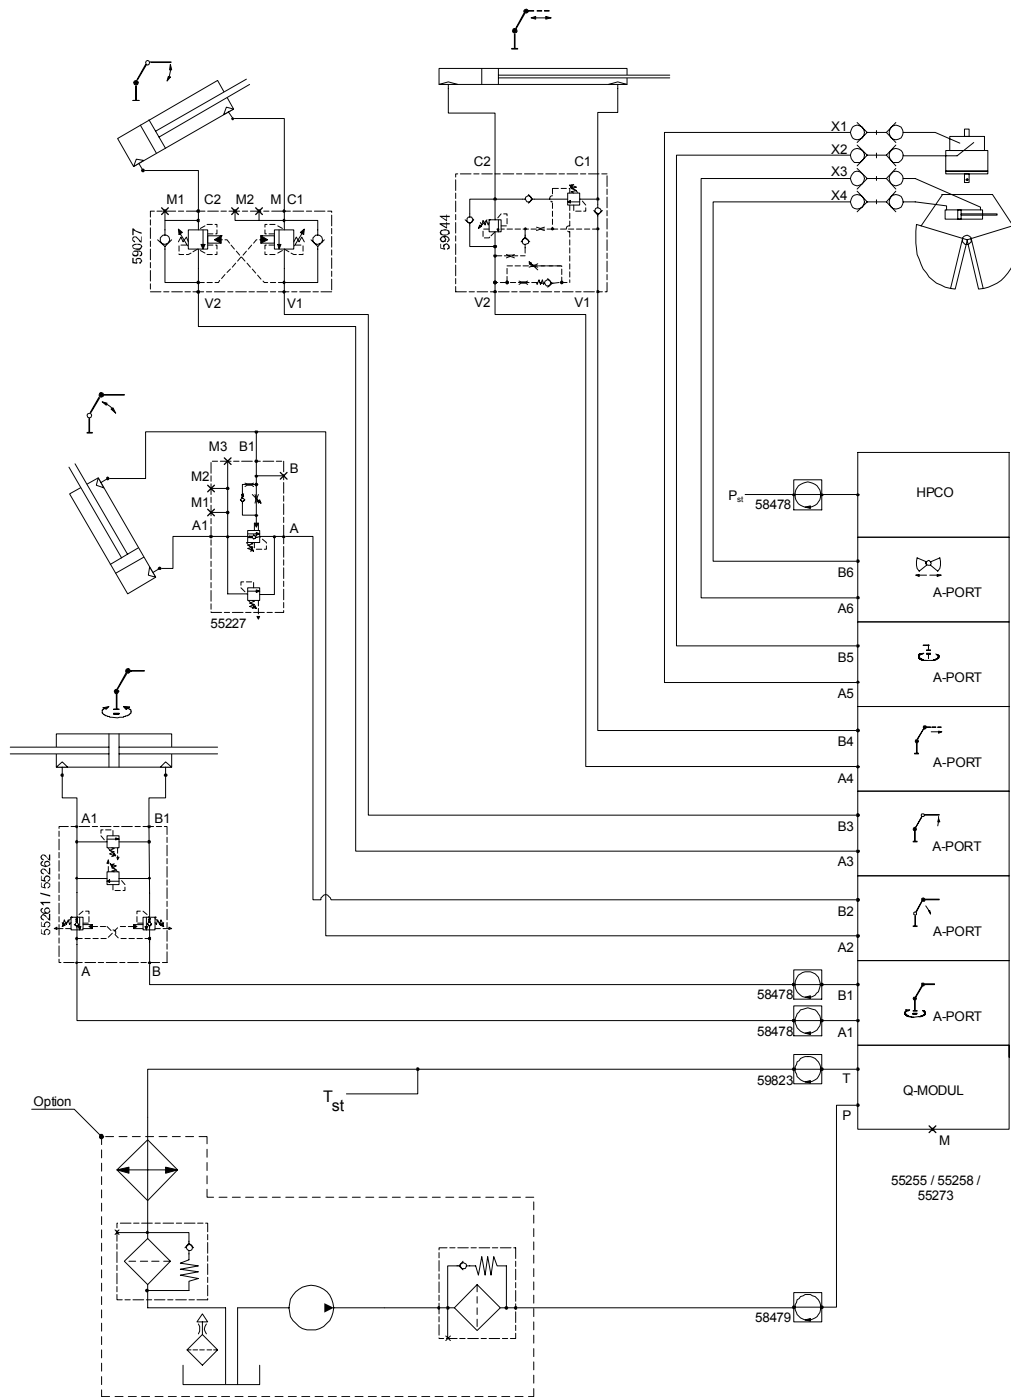 X1
X2
X3
X4
C2
C1
59044
V2
V1
M1
C2
M2
M
C1
59027
V2
V1
M3
B1
B
M2
M1
A1
A
55227
HPCO
Pst
58478
B6
A-PORT
A6
B5
A-PORT
A5
B4
A-PORT
A4
B3
A-PORT
A3
B2
A-PORT
A2
A1
B1
55261 / 55262
A
B
58478
B1
58478
A1
A-PORT
59823
T
Q-MODUL
P
M
55255 / 55258 /
55273
Tst
Option
58479